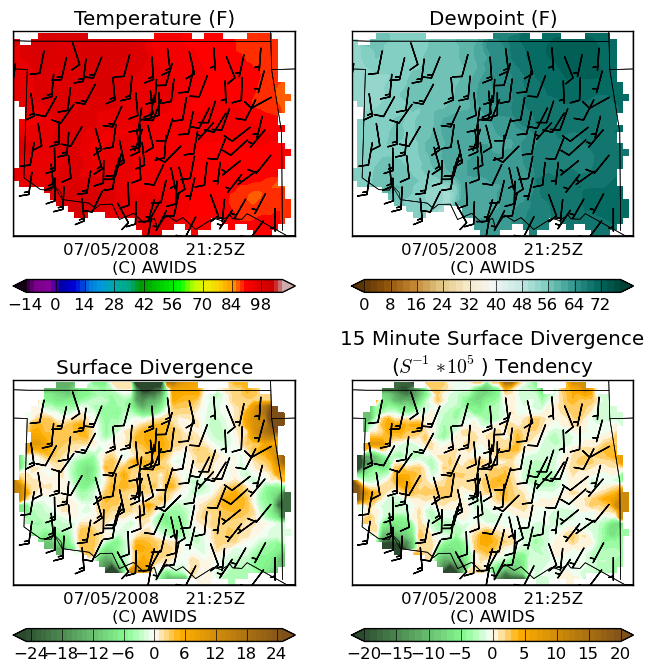 Temperature (F)
Dewpoint (F)
07/05/2008 21:25Z
(C) AWIDS
−14 0 14 28 42 56 70 84 98
07/05/2008 21:25Z
(C) AWIDS
0 8 16 24 32 40 48 56 64 72
Surface Divergence
15 Minute Surface Divergence
(S⁻¹ *10⁵ ) Tendency
07/05/2008 21:25Z
(C) AWIDS
−24 −18 −12 −6 0 6 12 18 24
07/05/2008 21:25Z
(C) AWIDS
−20 −15 −10 −5 0 5 10 15 20